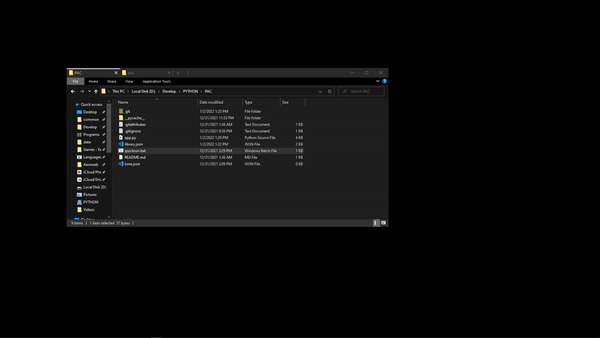 PAC
File Home Share View Application Tools
This PC Local Disk (D:) Develop PYTHON PAC Search PAC
Name Date modified Type Size
Quick access
Desktop
common
Develop
Programs
data
Languages
iCloud Pho
iCloud Driv
Local Disk (D:
Pictures
PYTHON
Videos
.git 1/2/2022 1:25 PM File folder
__pycache__ 12/31/2021 11:33 PM File folder
.gitattributes 12/31/2021 1:36 AM Text Document 1 KB
.gitignore 12/31/2021 8:39 PM Text Document 1 KB
app.py 1/2/2022 1:29 PM Python Source File 4 KB
library.json 1/2/2022 1:22 PM JSON File 2 KB
quickrun.bat 12/31/2021 3:29 PM Windows Batch File 1 KB
README.md 12/31/2021 1:36 AM MD File 1 KB
tone.json 12/31/2021 2:09 PM JSON File 0 KB
9 items 1 item selected 37 bytes